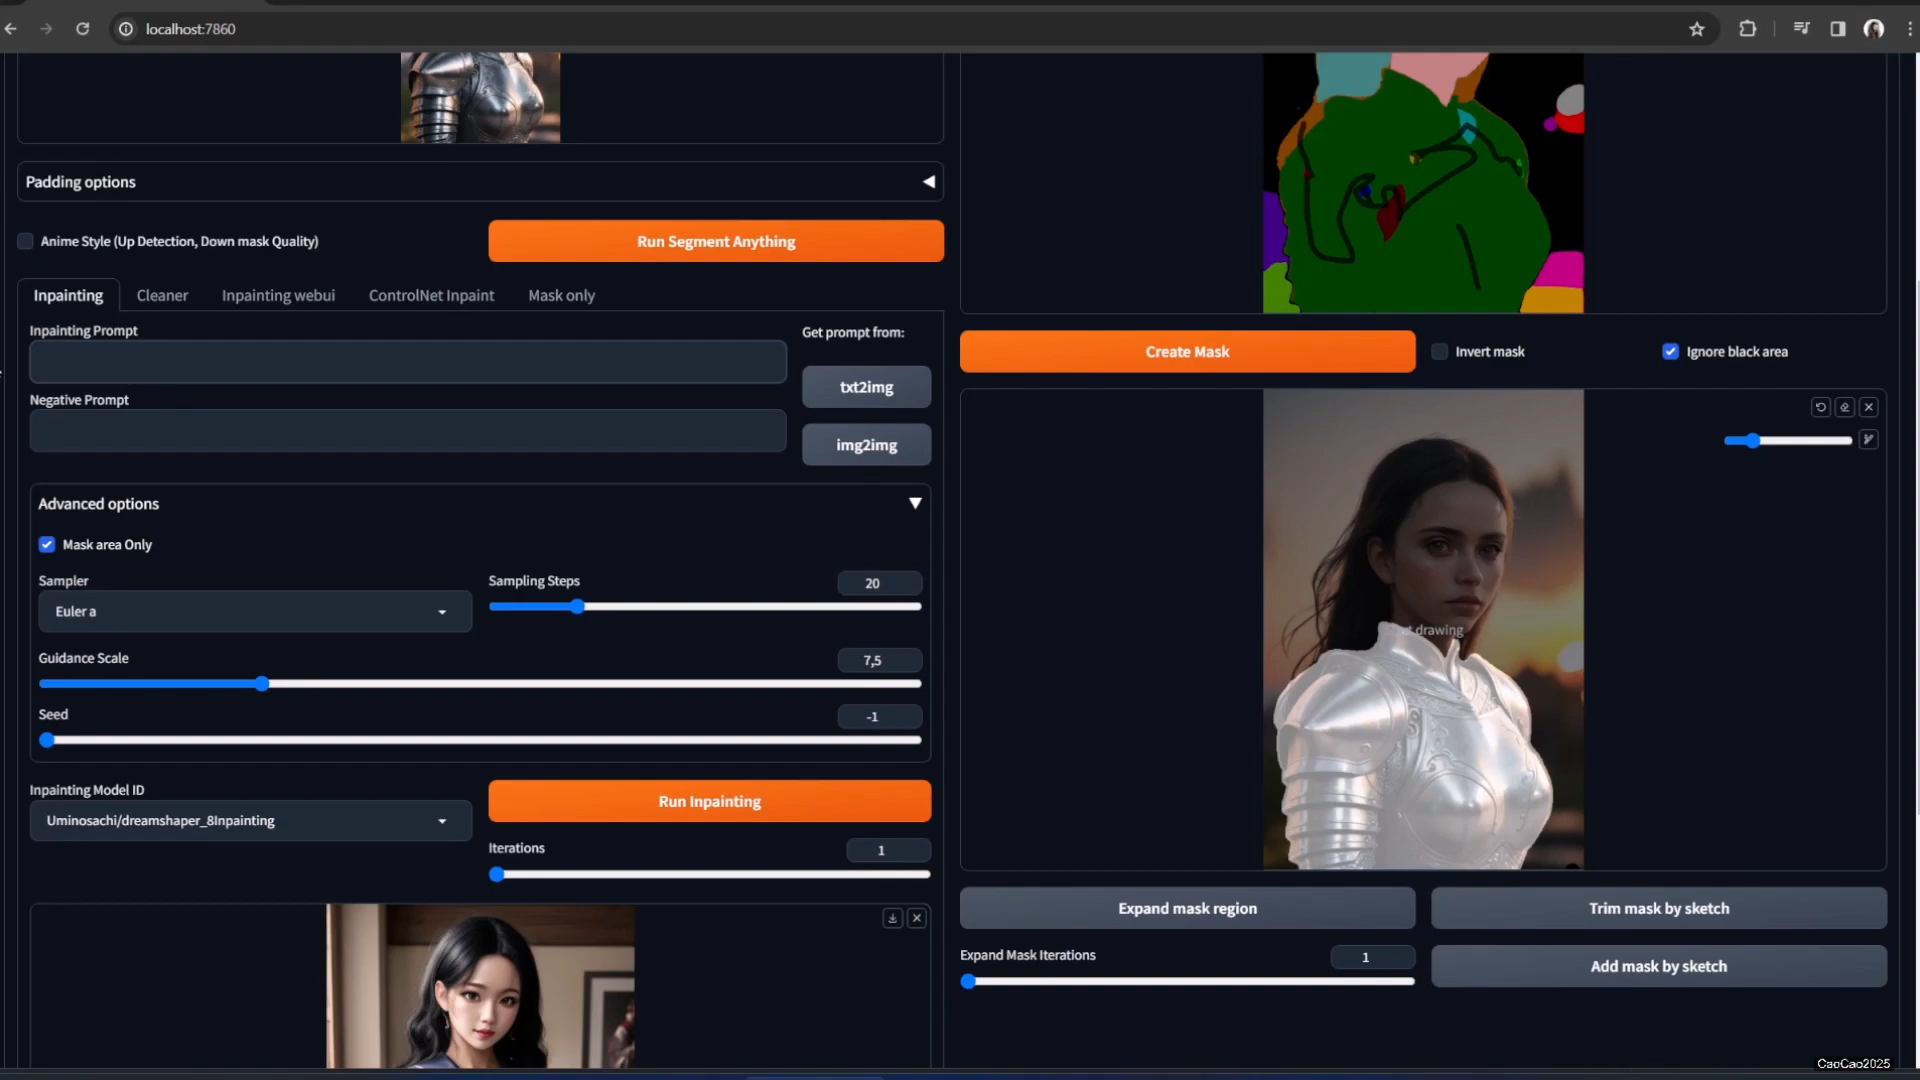 localhost:7860
Padding options
Anime Style (Up Detection, Down mask Quality)
Run Segment Anything
Inpainting
Cleaner
Inpainting webui
ControlNet Inpaint
Mask only
Inpainting Prompt
Get prompt from:
txt2img
Negative Prompt
img2img
Advanced options
Mask area Only
Sampler
Euler a
Sampling Steps
20
Guidance Scale
7,5
Seed
-1
Inpainting Model ID
Uminosachi/dreamshaper_8Inpainting
Run Inpainting
Iterations
1
Create Mask
Invert mask
Ignore black area
drawing
Expand mask region
Trim mask by sketch
Expand Mask Iterations
1
Add mask by sketch
CaoCao2025